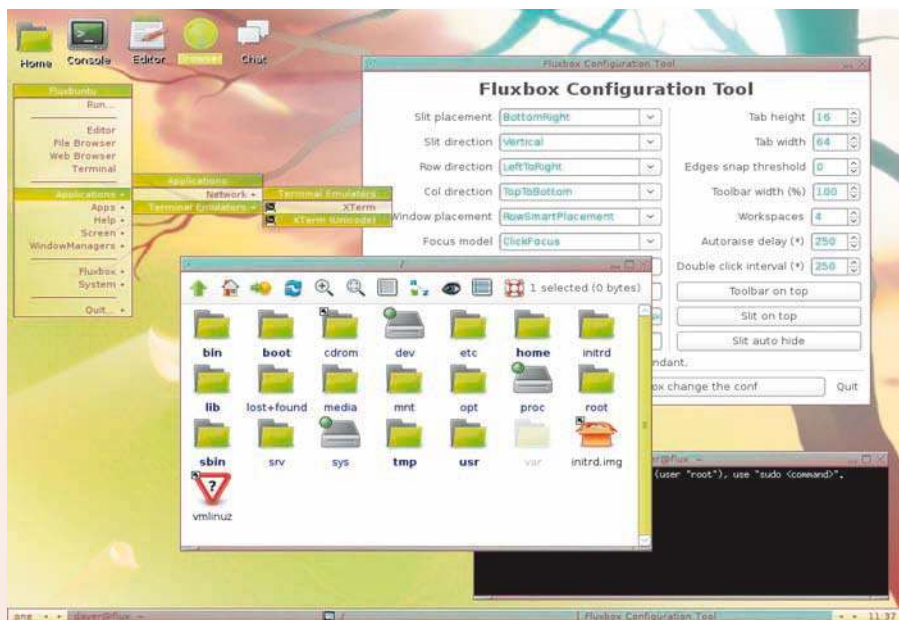 Home Console Editor Browser Chat
Fluxbuntu
Run...
Editor
File Browser
Web Browser
Terminal
Applications
Apps
Help
Screen
WindowManagers
Fluxbox
System
Quit...
Applications
Network
Terminal Emulators
Terminal Emulators
XTerm
XTerm (Unicode)
Fluxbox Configuration Tool
Fluxbox Configuration Tool
Slit placement BottomRight
Slit direction Vertical
Row direction LeftToRight
Col direction TopToBottom
Window placement RowSmartPlacement
Focus model ClickFocus
Tab height 16
Tab width 64
Edges snap threshold 0
Toolbar width (%) 100
Workspaces 4
Autoraise delay (*) 250
Double click interval (*) 250
Toolbar on top
Slit on top
Slit auto hide
ndant.
ox change the conf Quit
/
1 selected (0 bytes)
bin boot cdrom dev etc home initrd
lib lost+found media mnt opt proc root
sbin srv sys tmp usr var initrd.img
vmlinuz
(user "root"), use "sudo <command>".
ane / Fluxbox Configuration Tool 11:37